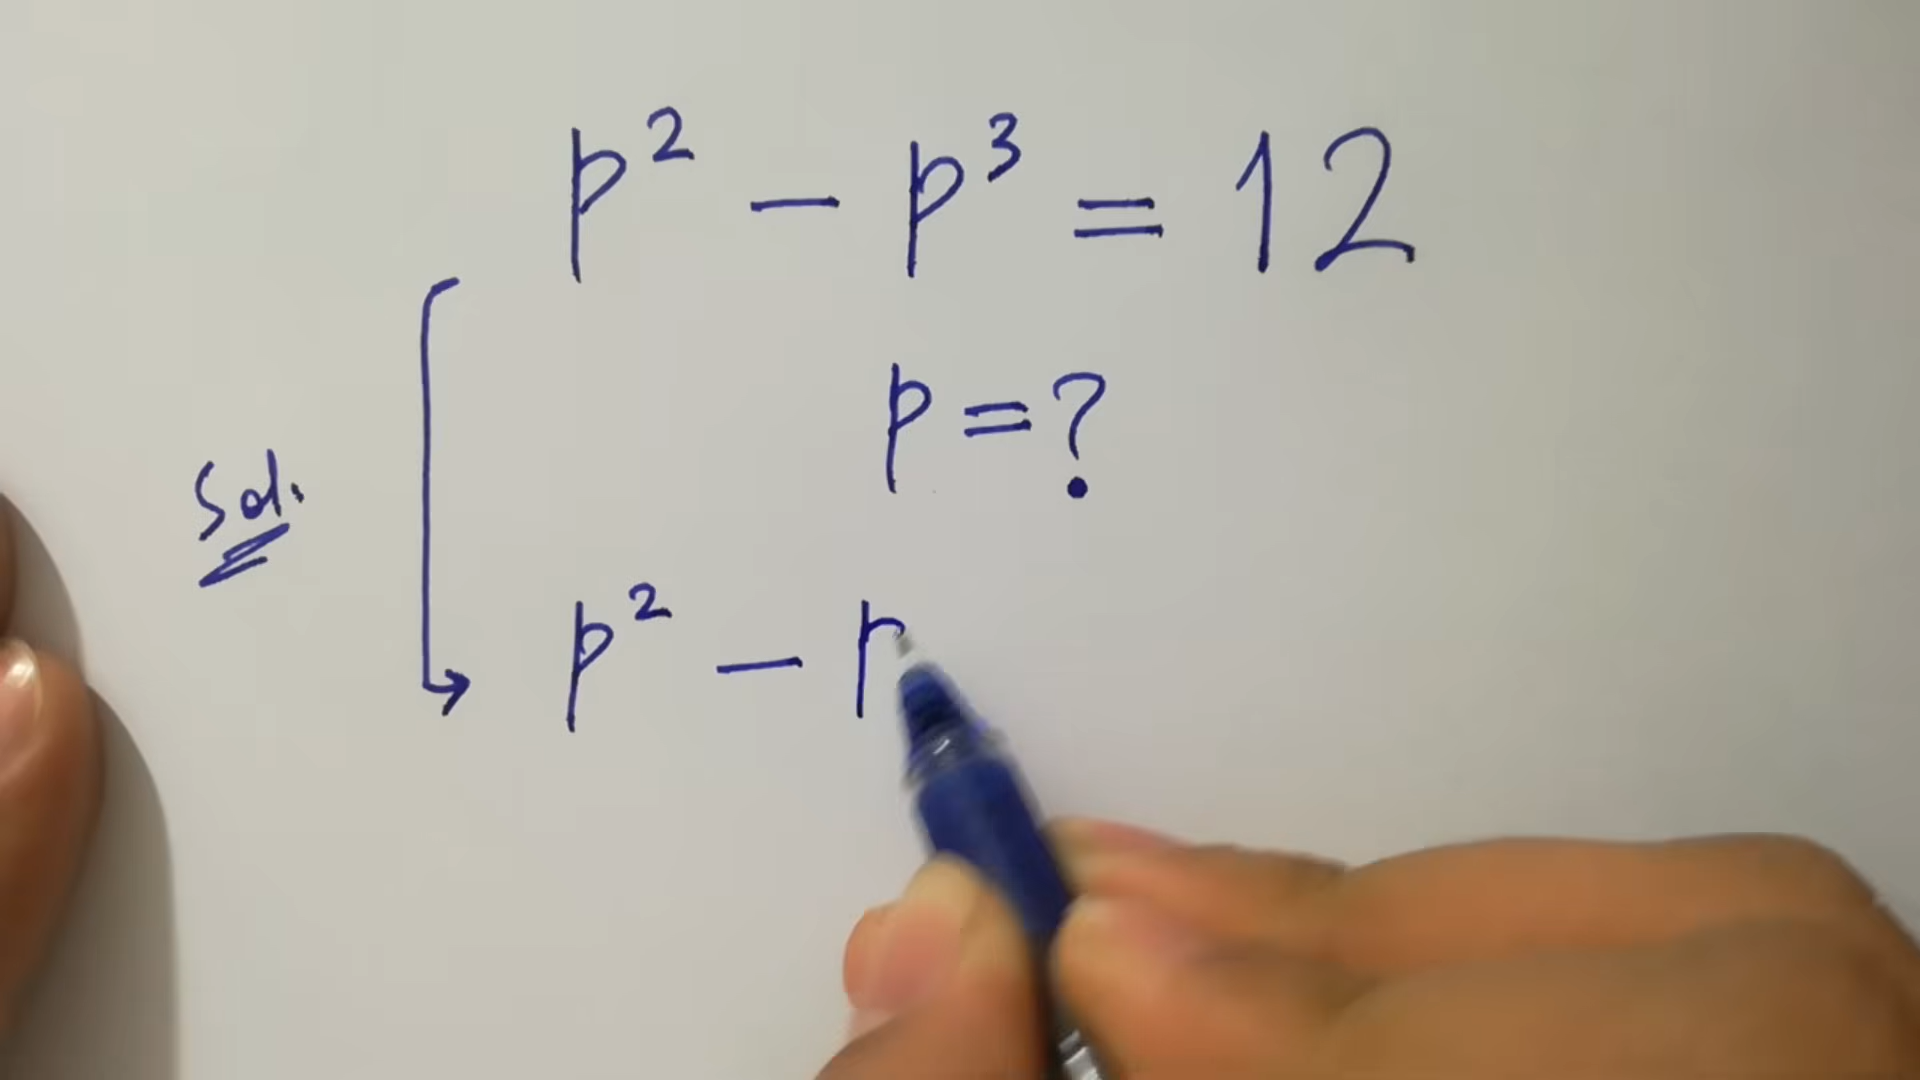 p² − p³ = 12
p = ?
Sol.
p² − p